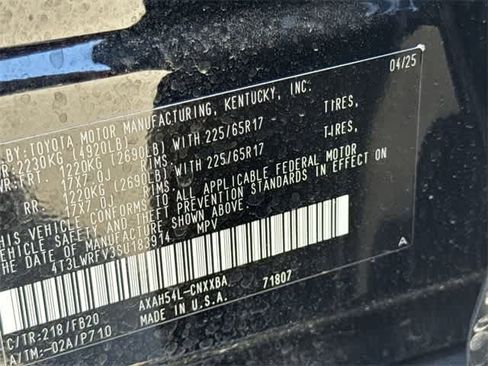 BY:TOYOTA MOTOR MANUFACTURING, KENTUCKY, INC. 04/25
R:2230KG (4920LB)
WR:FRT 1220KG (2690LB) WITH 225/65R17 TIRES,
17X7.0J RIMS,
RR: 1220KG (2690LB) WITH 225/65R17 TIRES,
17X7.0J RIMS,
THIS VEHICLE CONFORMS TO ALL APPLICABLE FEDERAL MOTOR
VEHICLE SAFETY AND THEFT PREVENTION STANDARDS IN EFFECT
ON THE DATE OF MANUFACTURE SHOWN ABOVE.
4T3LWRFV3SU183914 MPV
A
C/TR:218/FB20 AXAH54L-CNXXBA 71807
A/TM:-02A/P710 MADE IN U.S.A.